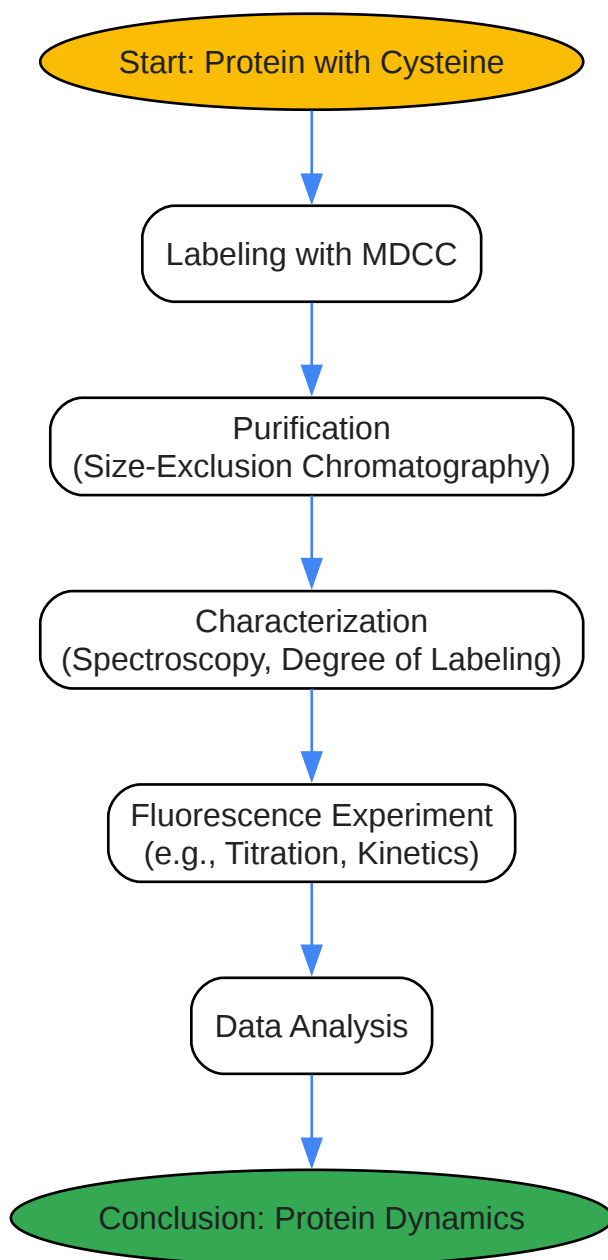 Start: Protein with Cysteine
Labeling with MDCC
Purification
(Size-Exclusion Chromatography)
Characterization
(Spectroscopy, Degree of Labeling)
Fluorescence Experiment
(e.g., Titration, Kinetics)
Data Analysis
Conclusion: Protein Dynamics